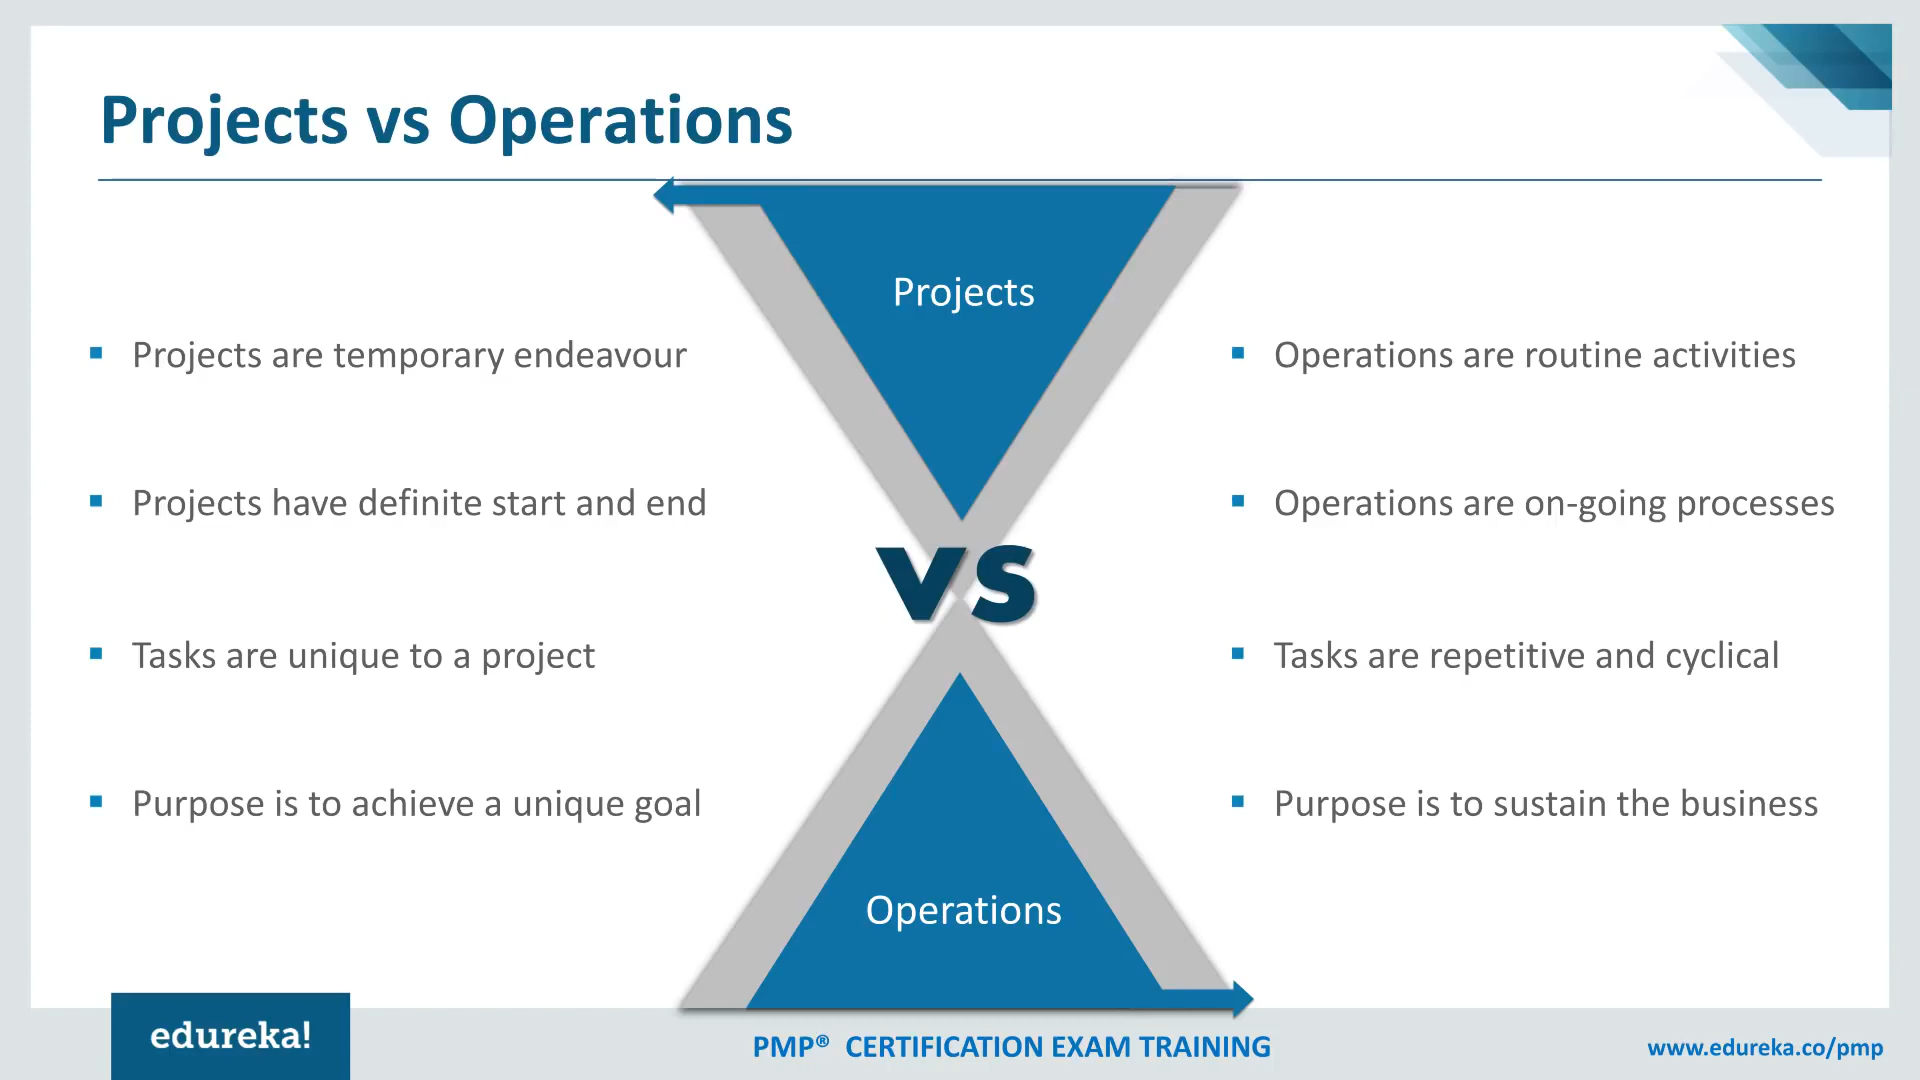 Projects vs Operations
Projects
Projects are temporary endeavour
Projects have definite start and end
Tasks are unique to a project
Purpose is to achieve a unique goal
vs
Operations are routine activities
Operations are on-going processes
Tasks are repetitive and cyclical
Purpose is to sustain the business
Operations
edureka!
PMP® CERTIFICATION EXAM TRAINING
www.edureka.co/pmp